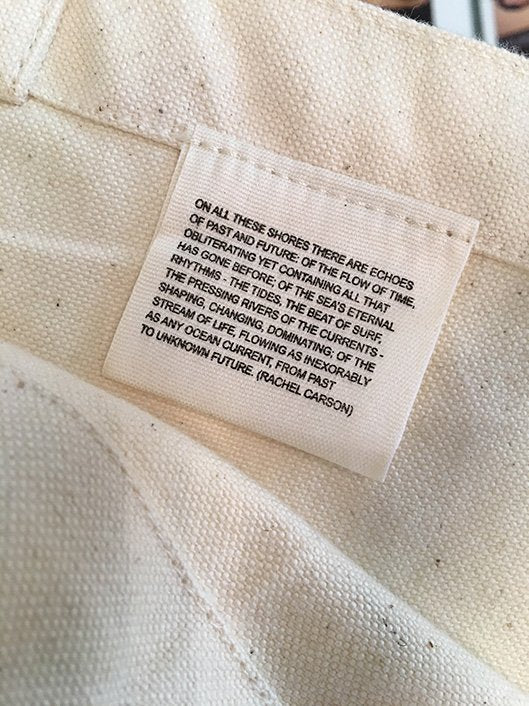 ON ALL THESE SHORES THERE ARE ECHOES
OF PAST AND FUTURE: OF THE FLOW OF TIME,
OBLITERATING YET CONTAINING ALL THAT
HAS GONE BEFORE; OF THE SEA'S ETERNAL
RHYTHMS - THE TIDES, THE BEAT OF SURF,
THE PRESSING RIVERS OF THE CURRENTS -
SHAPING, CHANGING, DOMINATING; OF THE
STREAM OF LIFE, FLOWING AS INEXORABLY
AS ANY OCEAN CURRENT, FROM PAST
TO UNKNOWN FUTURE. (RACHEL CARSON)